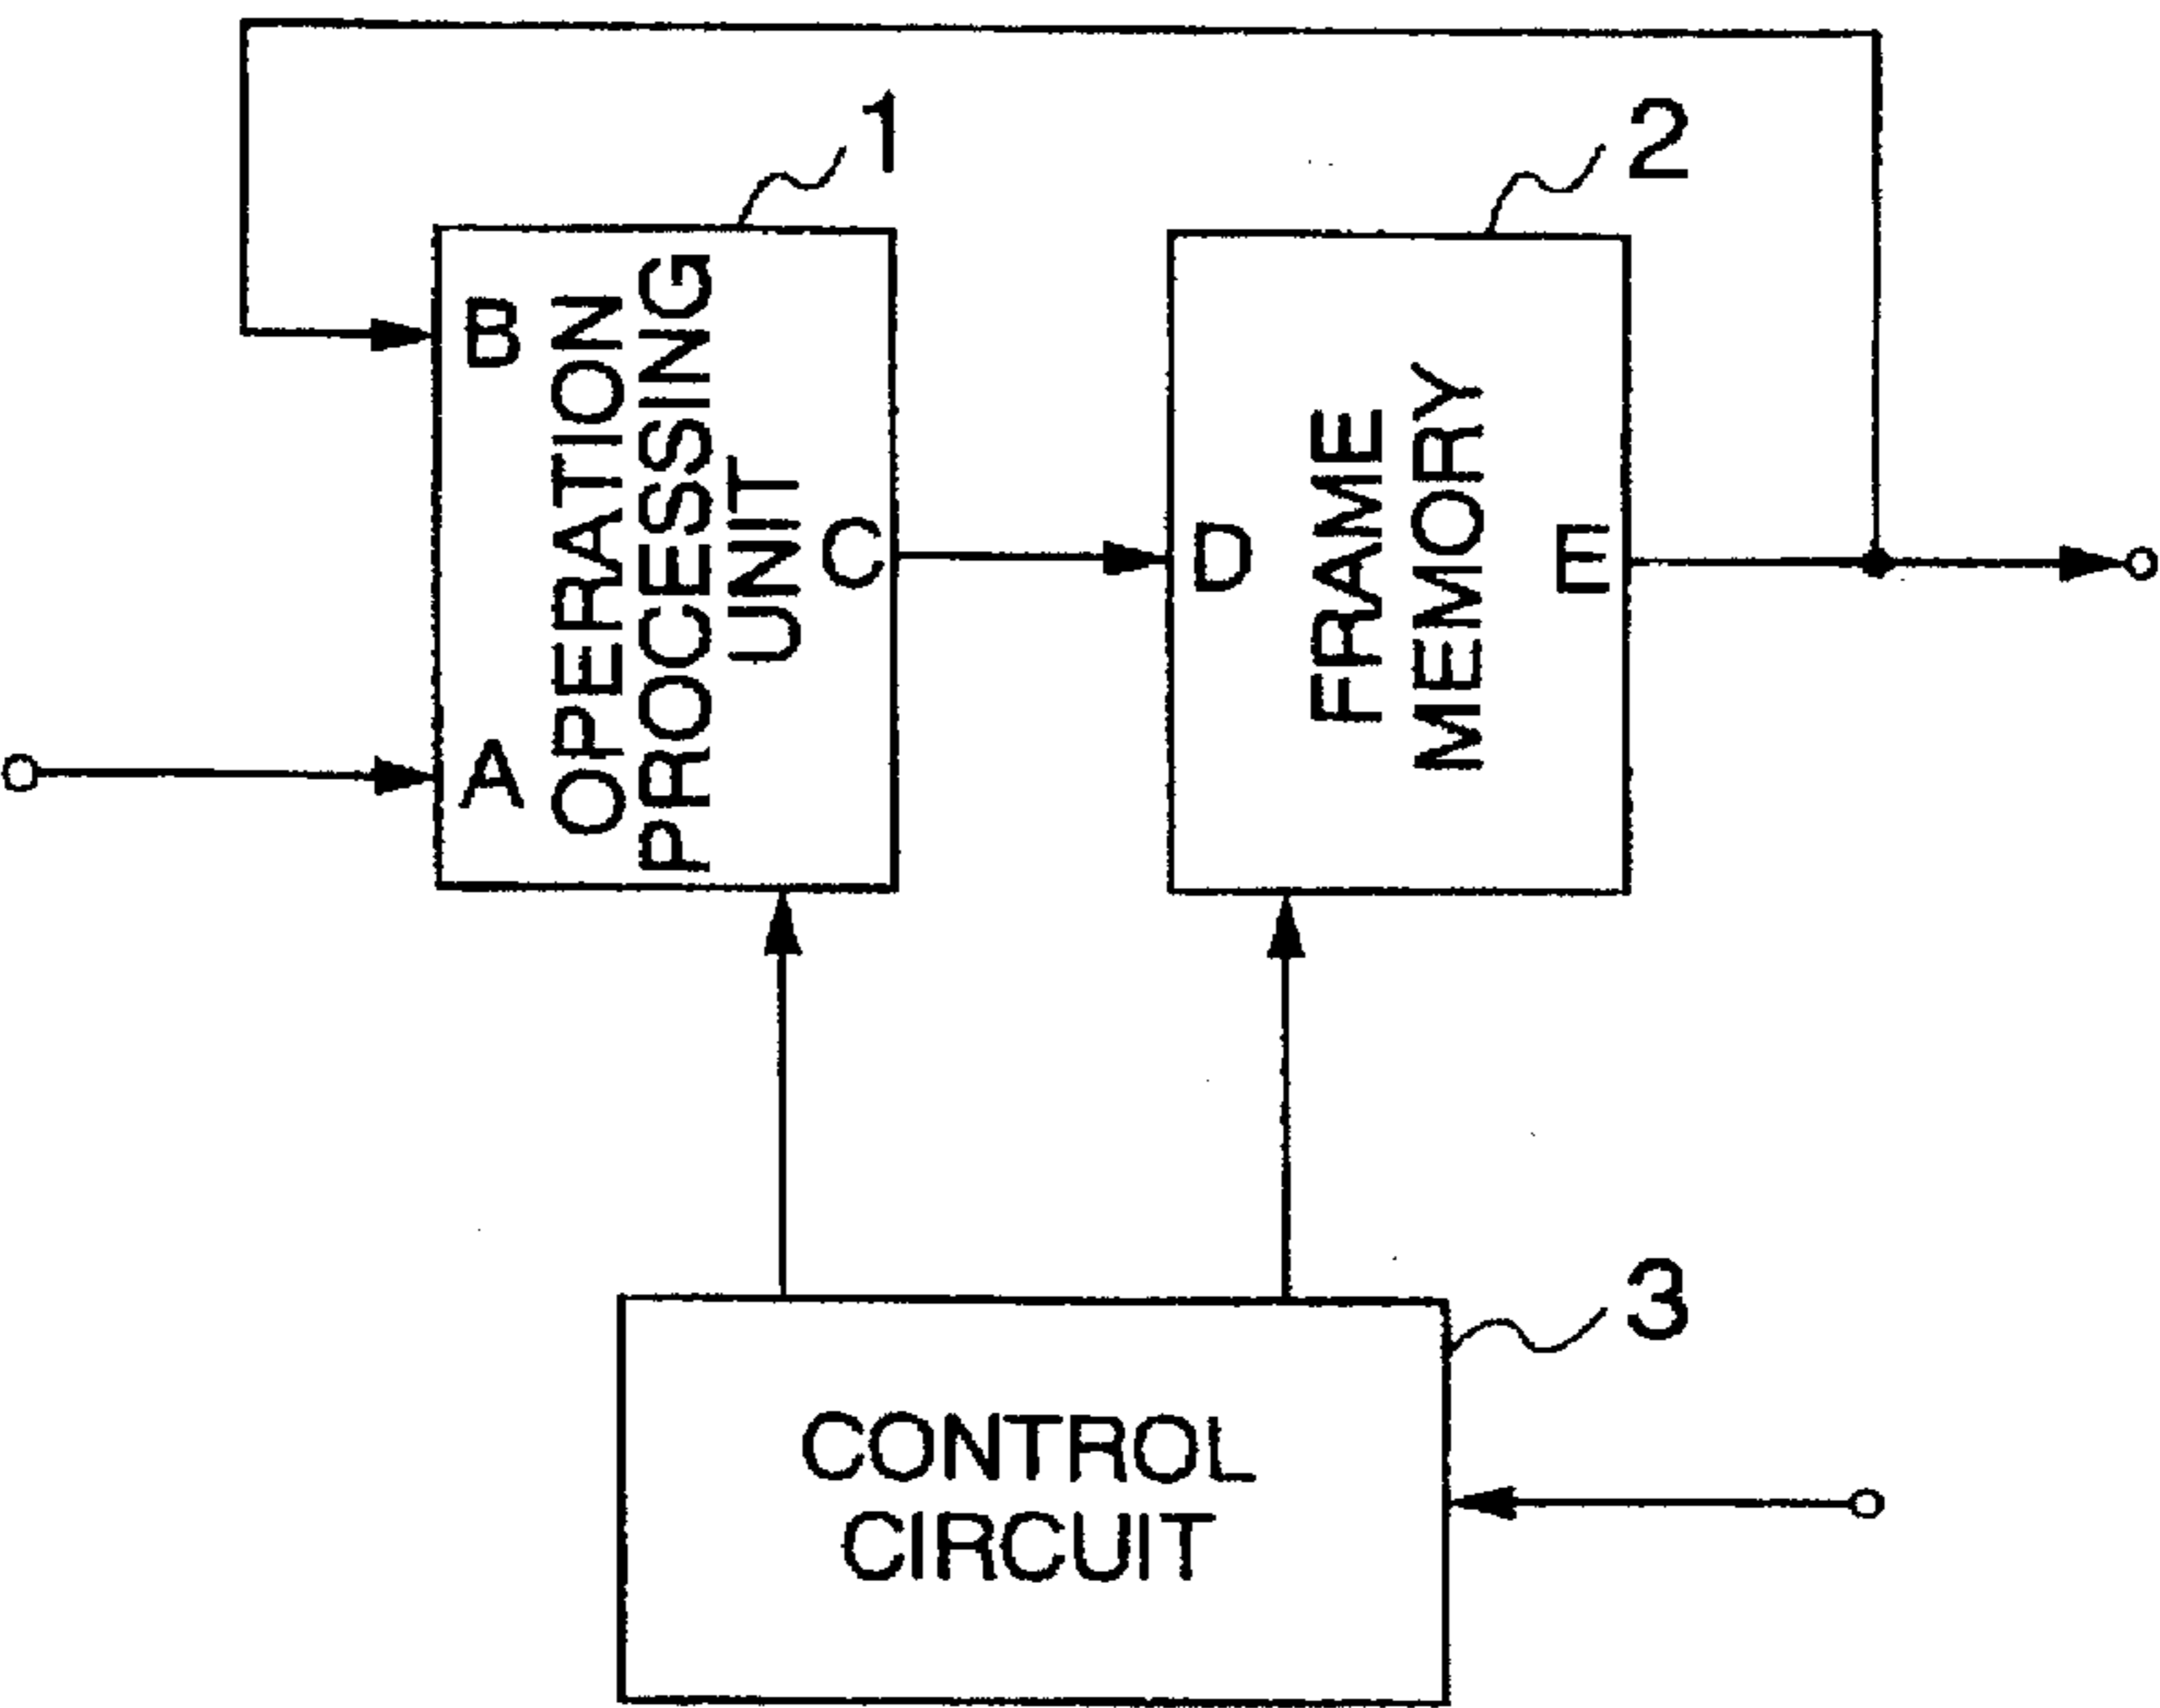 1
2
B
OPERATION
PROCESSING
UNIT
C
A
D
FRAME
MEMORY
E
3
CONTROL
CIRCUIT